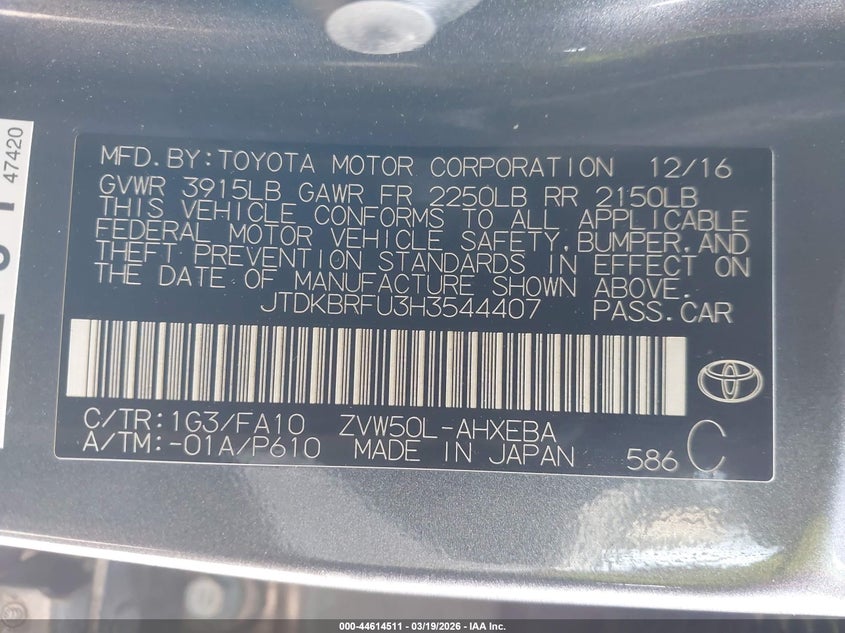 47420
MFD.BY:TOYOTA MOTOR CORPORATION 12/16
GVWR 3915LB GAWR FR 2250LB RR 2150LB
THIS VEHICLE CONFORMS TO ALL APPLICABLE
FEDERAL MOTOR VEHICLE SAFETY,BUMPER,AND
THEFT PREVENTION STANDARDS IN EFFECT ON
THE DATE OF MANUFACTURE SHOWN ABOVE.
JTDKBRFU3H3544407 PASS.CAR
C/TR:1G3/FA10 ZVW50L-AHXEBA
A/TM:-01A/P610 MADE IN JAPAN 586 C
000-44614511 — 03/19/2026 — IAA Inc.